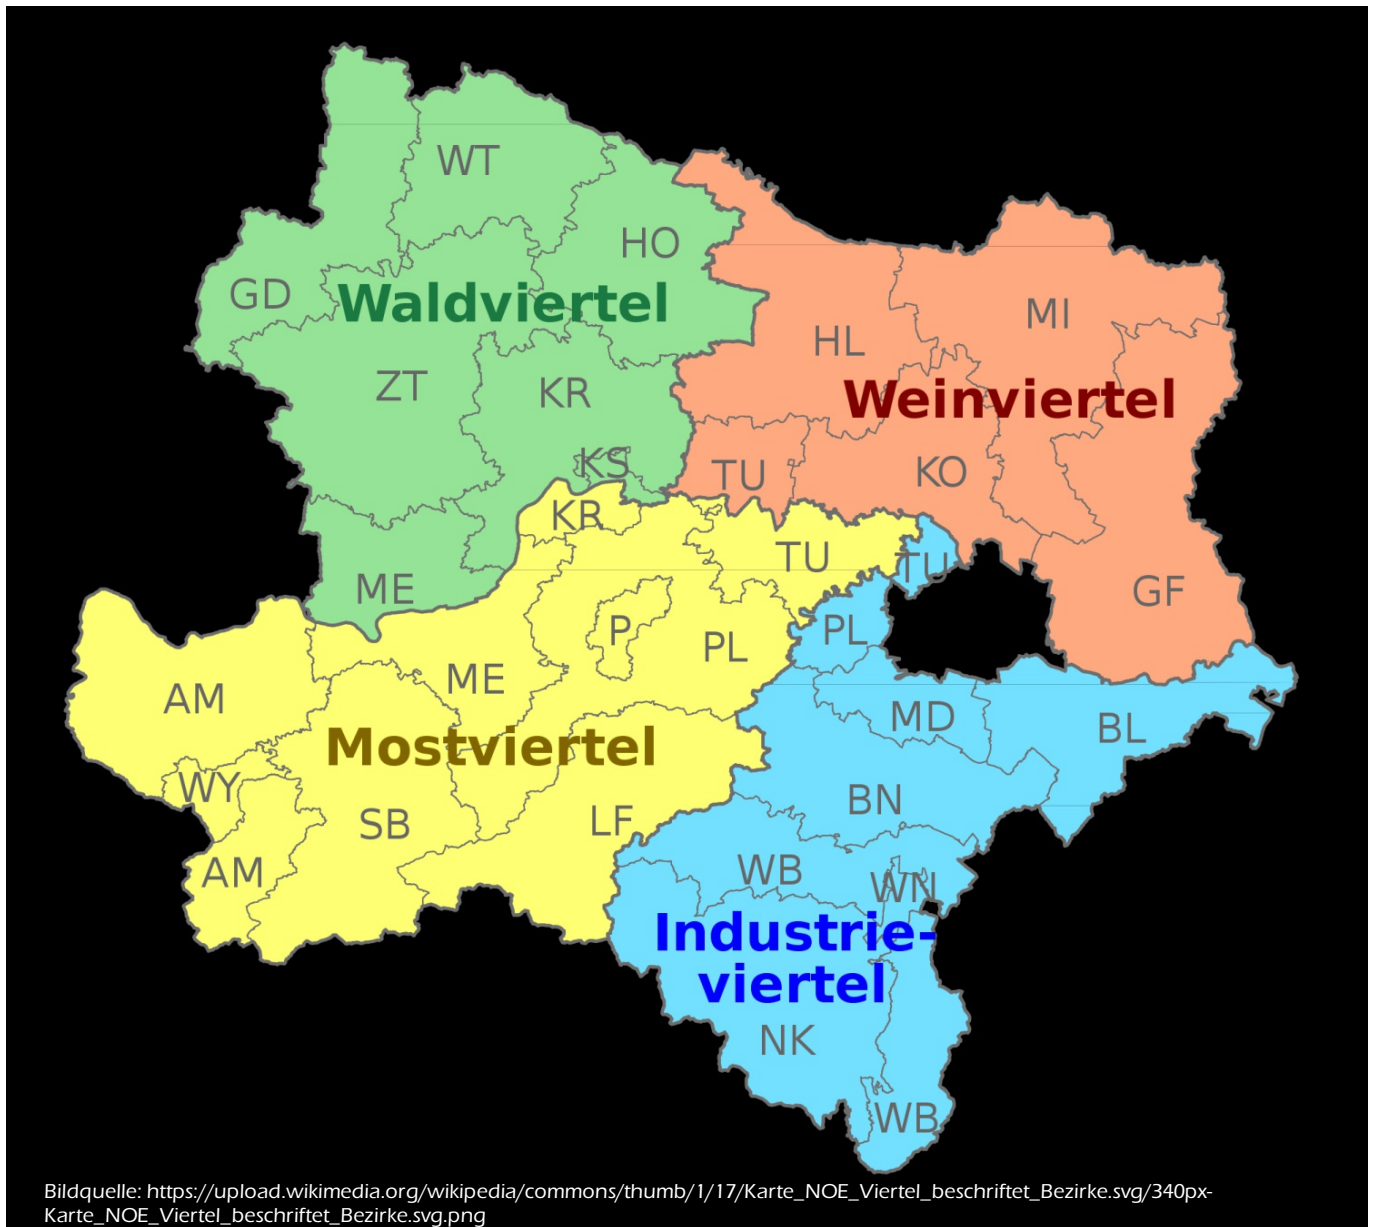 WT
HO
GD
Waldviertel
MI
HL
ZT
KR
Weinviertel
KS
TU
KO
KR
TU
TU
ME
GF
P
PL
PL
ME
AM
MD
BL
Mostviertel
WY
BN
SB
LF
AM
WB
WN
Industrie-
viertel
NK
WB
Bildquelle: https://upload.wikimedia.org/wikipedia/commons/thumb/1/17/Karte_NOE_Viertel_beschriftet_Bezirke.svg/340px-
Karte_NOE_Viertel_beschriftet_Bezirke.svg.png